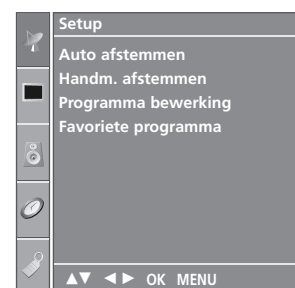 Setup
Auto afstemmen
Handm. afstemmen
Programma bewerking
Favoriete programma
▲▼ ◄► OK MENU